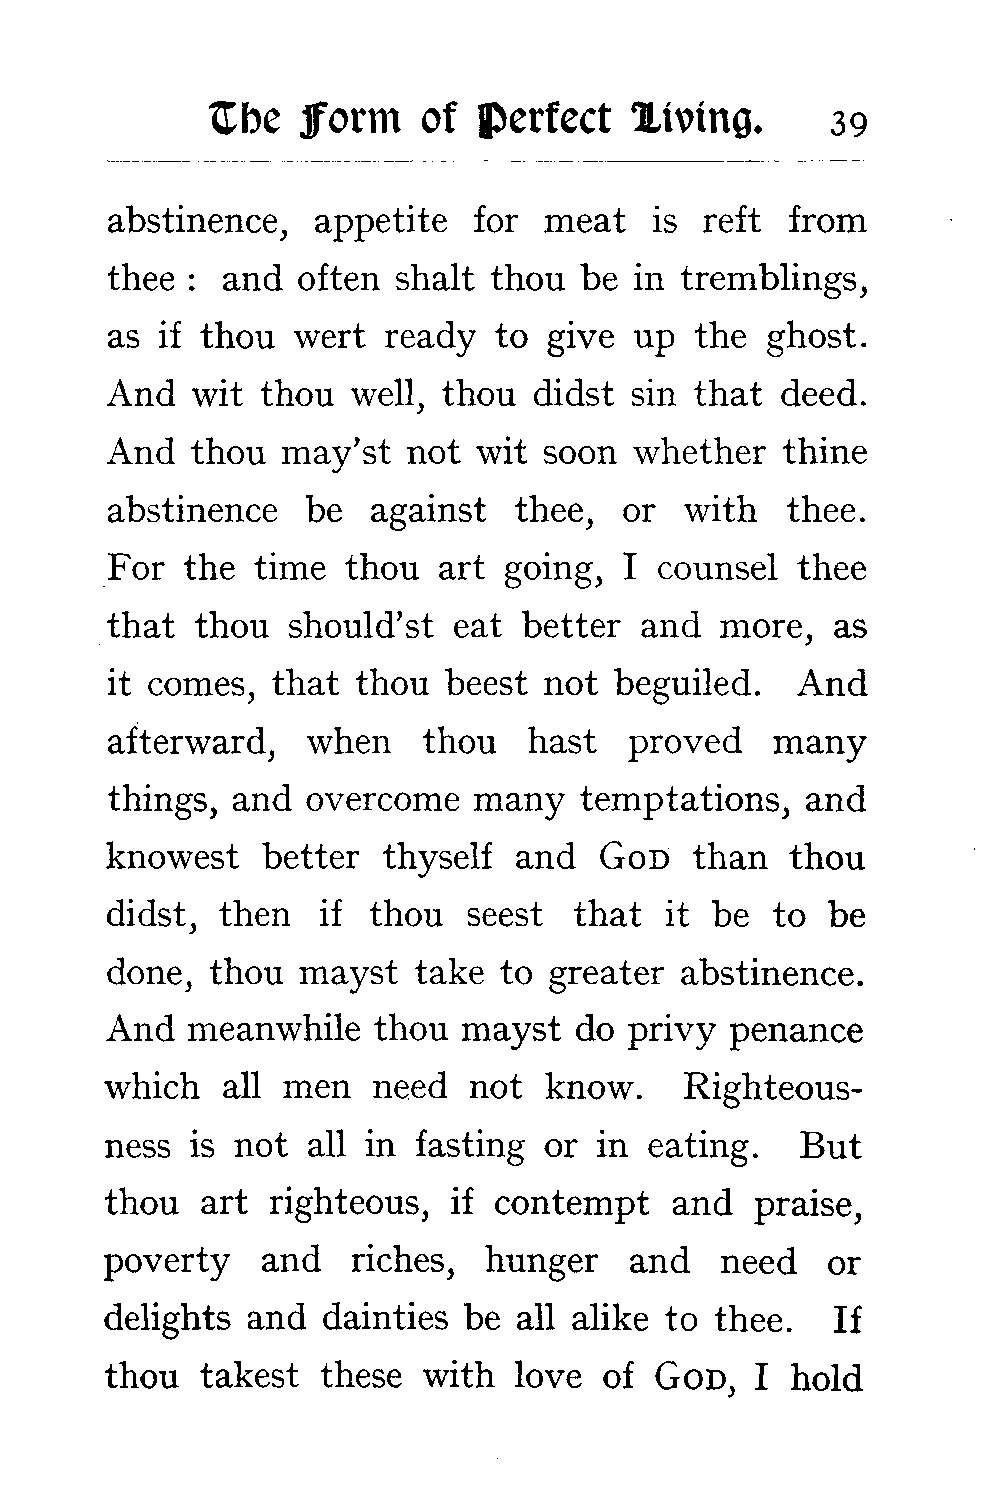 The Form of Perfect Living. 39
abstinence, appetite for meat is reft from
thee : and often shalt thou be in tremblings,
as if thou wert ready to give up the ghost.
And wit thou well, thou didst sin that deed.
And thou may'st not wit soon whether thine
abstinence be against thee, or with thee.
For the time thou art going, I counsel thee
that thou should'st eat better and more, as
it comes, that thou beest not beguiled. And
afterward, when thou hast proved many
things, and overcome many temptations, and
knowest better thyself and GOD than thou
didst, then if thou seest that it be to be
done, thou mayst take to greater abstinence.
And meanwhile thou mayst do privy penance
which all men need not know. Righteous-
ness is not all in fasting or in eating. But
thou art righteous, if contempt and praise,
poverty and riches, hunger and need or
delights and dainties be all alike to thee. If
thou takest these with love of GOD, I hold